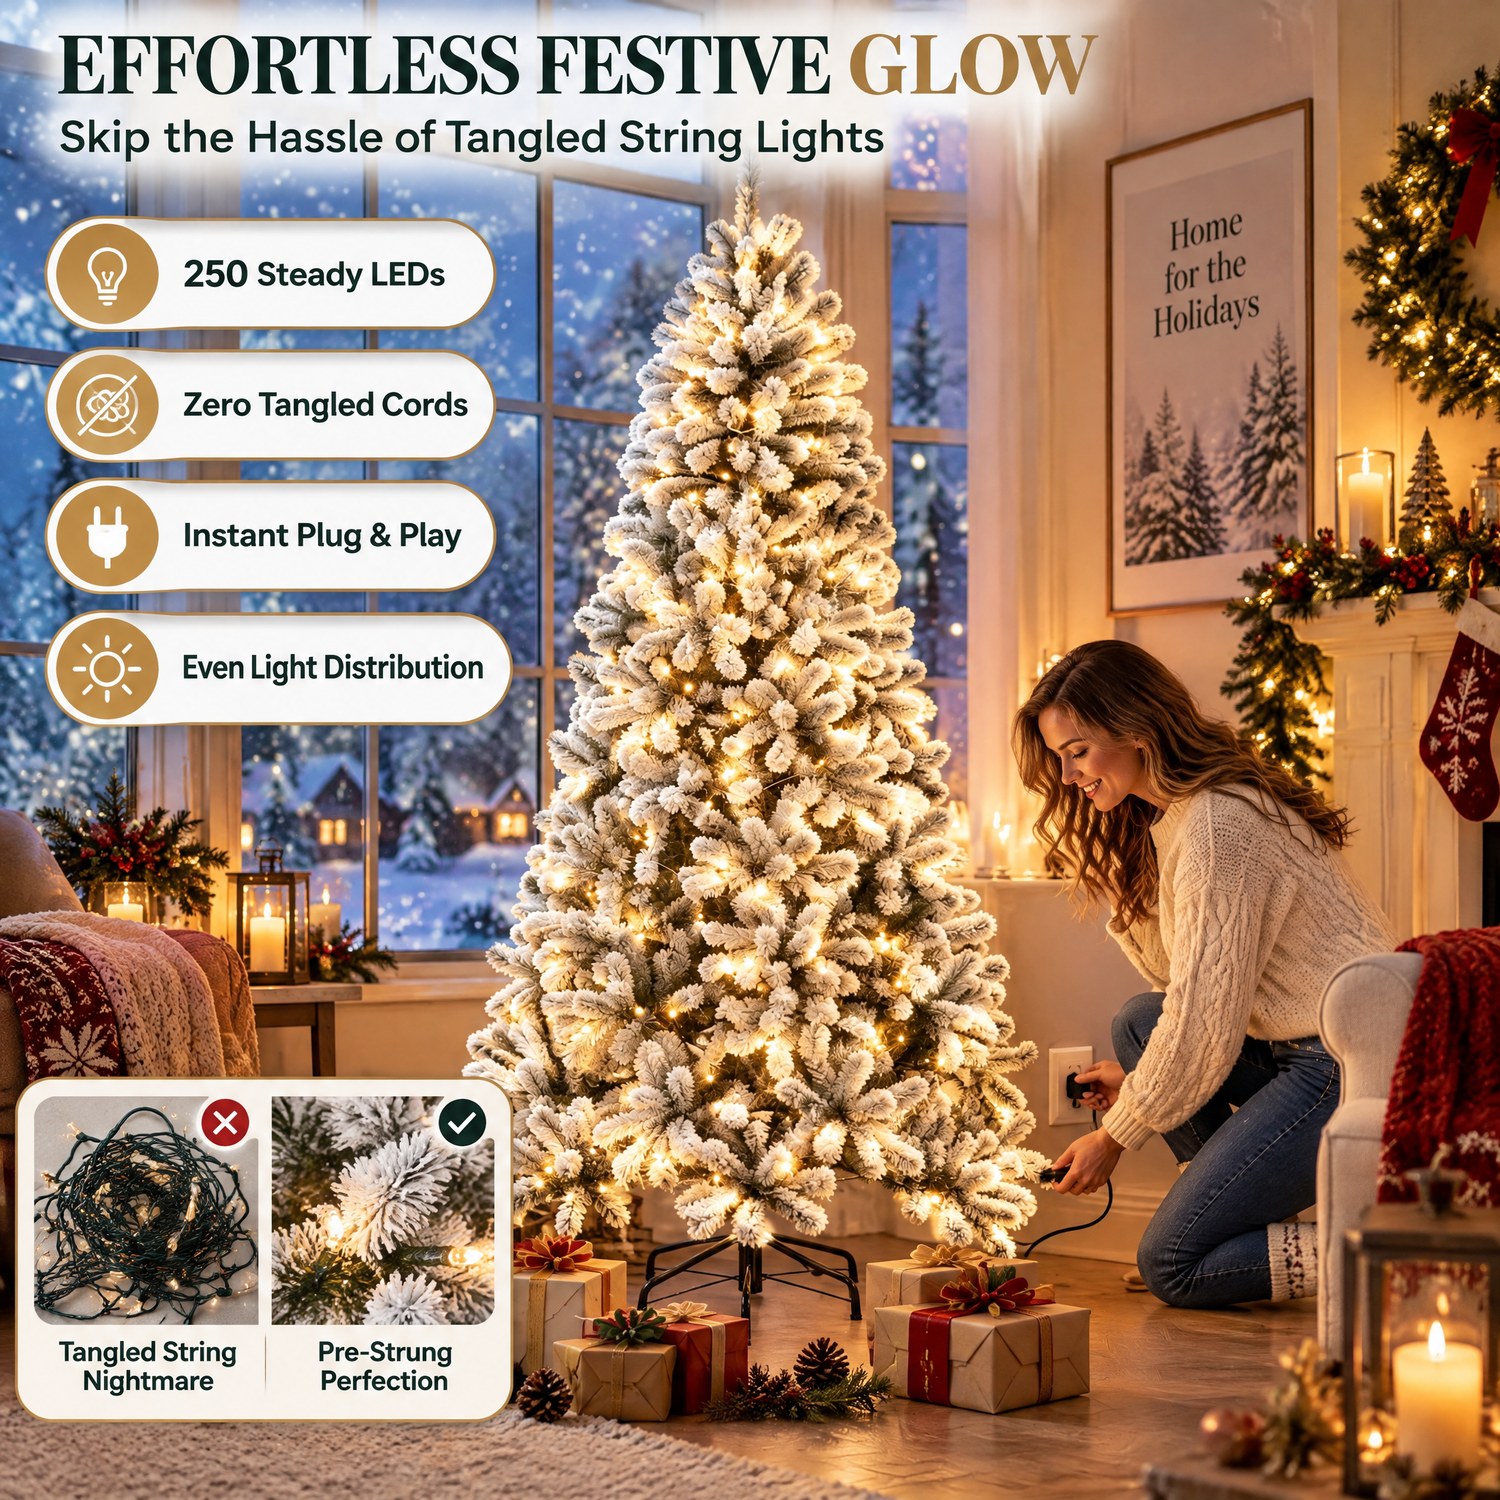 EFFORTLESS FESTIVE GLOW
Skip the Hassle of Tangled String Lights
250 Steady LEDs
Zero Tangled Cords
Instant Plug & Play
Even Light Distribution
Home
for the
Holidays
Tangled String
Nightmare
Pre-Strung
Perfection